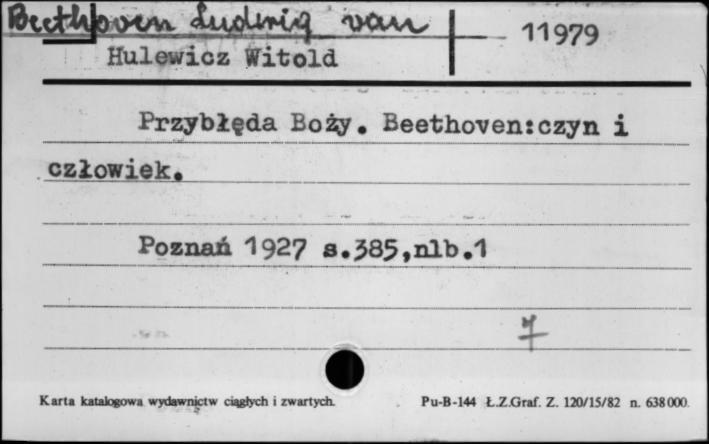 Beethoven Ludwig van
11979
Hulewicz Witold
Przybłęda Boży. Beethoven:czyn i
człowiek.
Poznań 1927 s.385,nlb.1
7
Karta katalogowa wydawnictw ciągłych i zwartych.
Pu-B-144 Ł.Z.Graf. Z. 120/15/82 n. 638000.